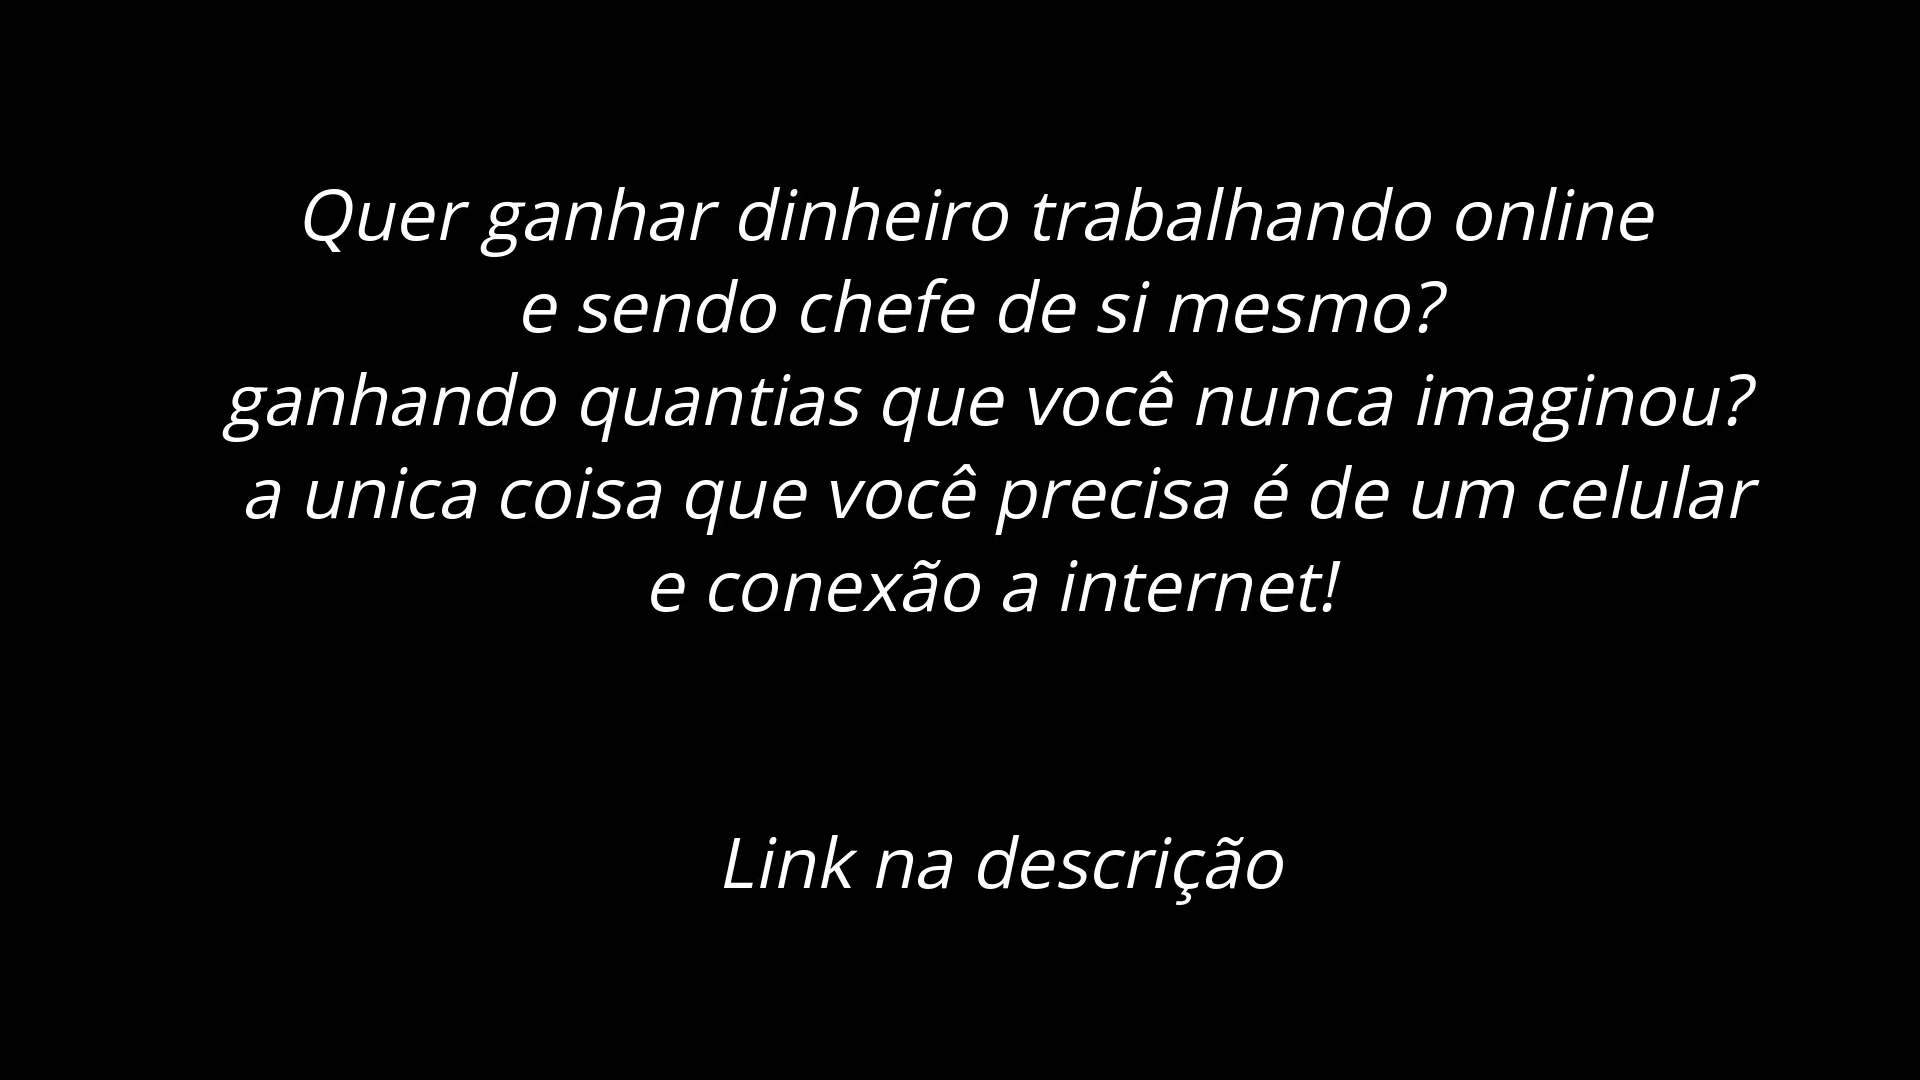 Quer ganhar dinheiro trabalhando online
e sendo chefe de si mesmo?
ganhando quantias que você nunca imaginou?
a unica coisa que você precisa é de um celular
e conexão a internet!
Link na descrição